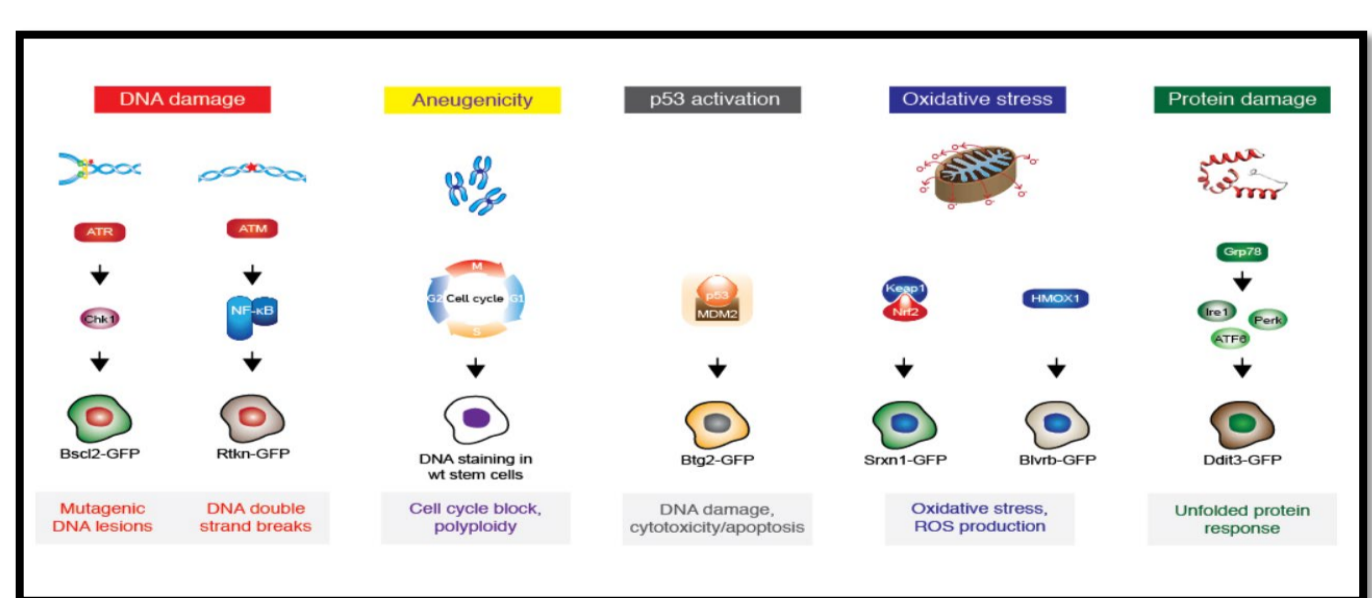 DNA damage
Aneugenicity
p53 activation
Oxidative stress
Protein damage
ATR
ATM
Grp78
M
G2 Cell cycle G1
S
p53
MDM2
Keap1
Nrf2
HMOX1
Ire1
Perk
ATF6
Chk1
NF-κB
Bscl2-GFP
Rtkn-GFP
DNA staining in
wt stem cells
Btg2-GFP
Srxn1-GFP
Blvrb-GFP
Ddit3-GFP
Mutagenic
DNA lesions
DNA double
strand breaks
Cell cycle block,
polyploidy
DNA damage,
cytotoxicity/apoptosis
Oxidative stress,
ROS production
Unfolded protein
response